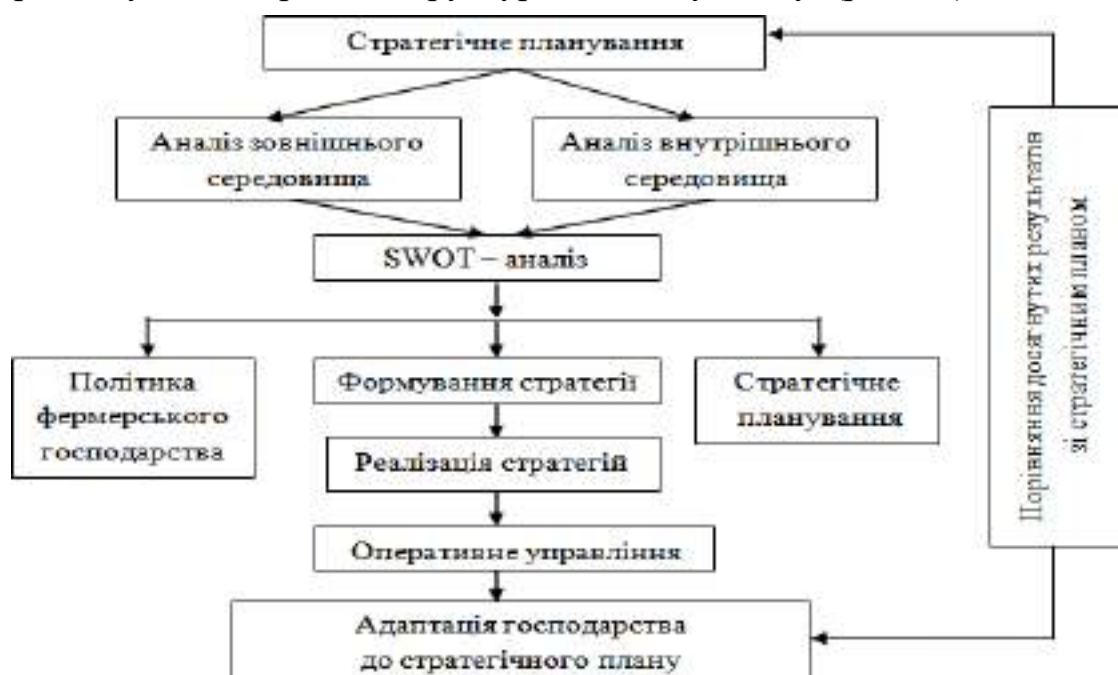 Стратегічне планування
Аналіз зовнішнього
середовища
Аналіз внутрішнього
середовища
SWOT – аналіз
Політика
фермерського
господарства
Формування стратегії
Стратегічне
планування
Реалізація стратегій
Оперативне управління
Адаптація господарства
до стратегічного плану
Порівняння досягнутих результатів
зі стратегічним планом